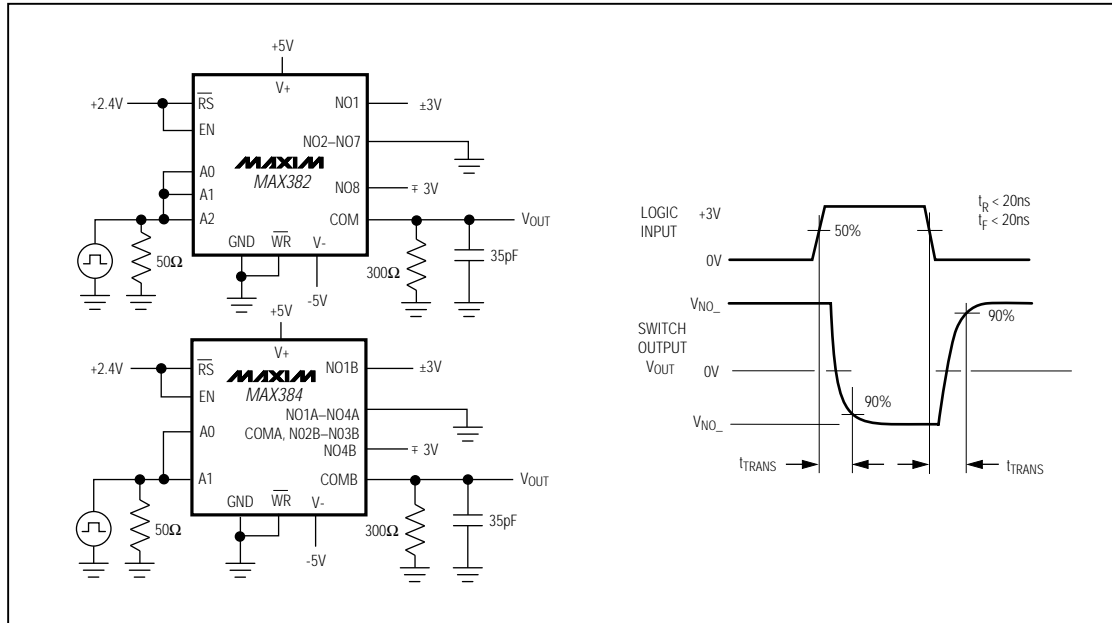 +5V
V+
+2.4V
RS
EN
A0
A1
A2
MAXIM
MAX382
NO1
±3V
NO2–NO7
NO8
∓ 3V
COM
VOUT
GND
WR
V-
-5V
50Ω
300Ω
35pF
+5V
V+
+2.4V
RS
EN
A0
A1
MAXIM
MAX384
NO1B
±3V
NO1A–NO4A
COMA, N02B–N03B
NO4B
∓ 3V
COMB
VOUT
GND
WR
V-
-5V
50Ω
300Ω
35pF
LOGIC
INPUT
+3V
0V
50%
tR < 20ns
tF < 20ns
VNO_
SWITCH
OUTPUT
VOUT
0V
VNO_
90%
90%
tTRANS
tTRANS